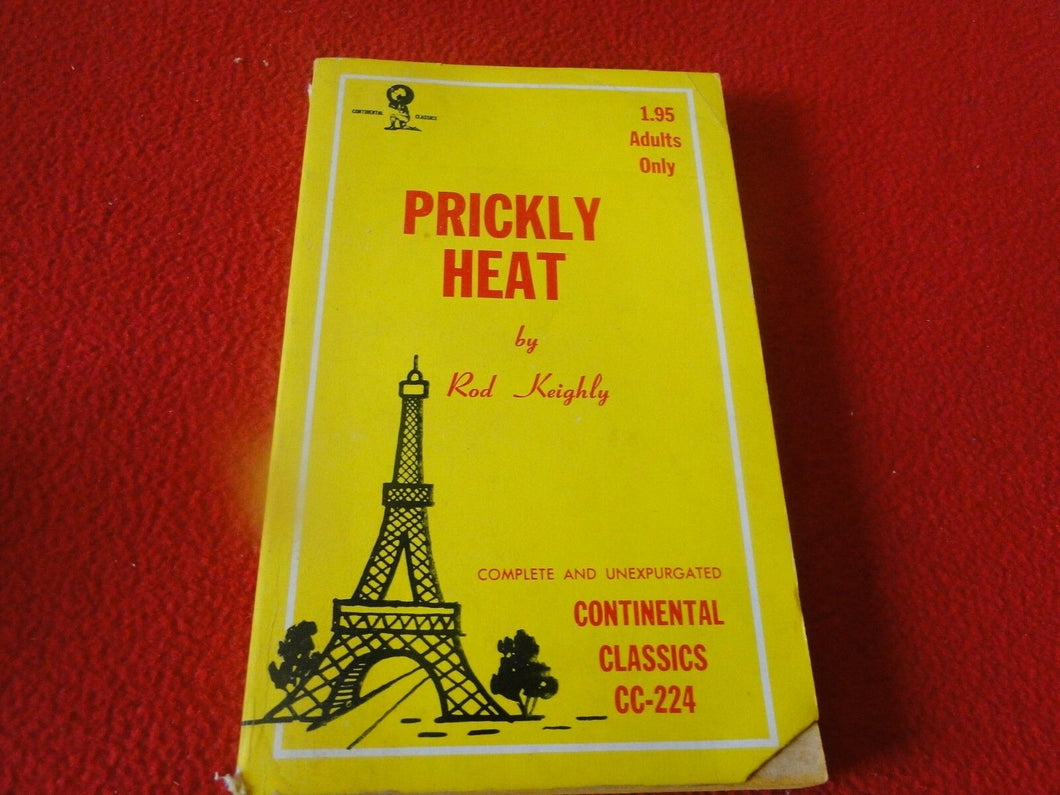 CONTINENTAL CLASSICS
1.95
Adults
Only
PRICKLY
HEAT
by
Rod Keighly
COMPLETE AND UNEXPURGATED
CONTINENTAL
CLASSICS
CC-224